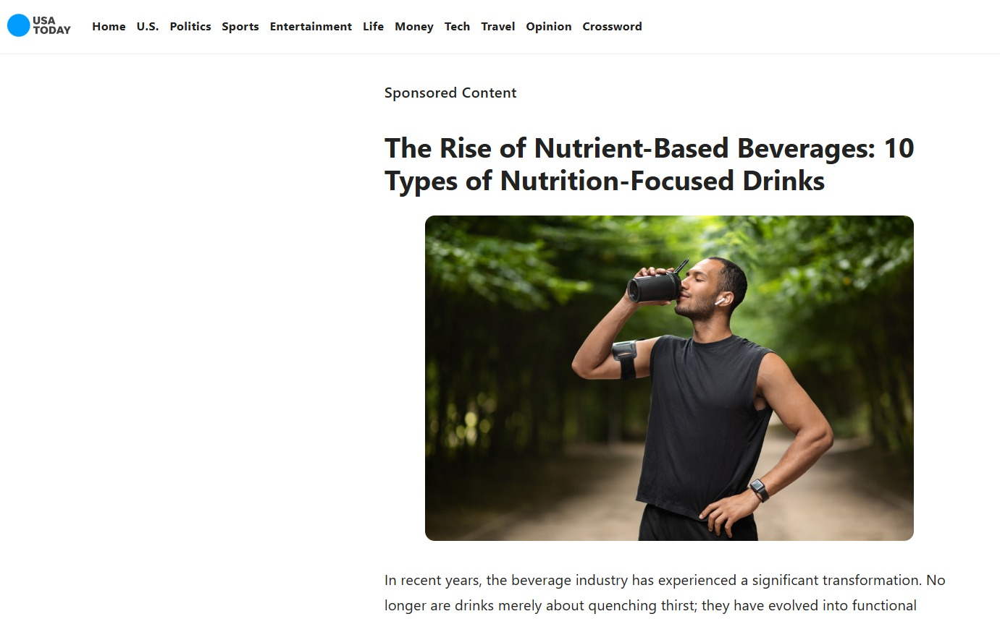 USA
TODAY
Home U.S. Politics Sports Entertainment Life Money Tech Travel Opinion Crossword
Sponsored Content
The Rise of Nutrient-Based Beverages: 10
Types of Nutrition-Focused Drinks
In recent years, the beverage industry has experienced a significant transformation. No
longer are drinks merely about quenching thirst; they have evolved into functional